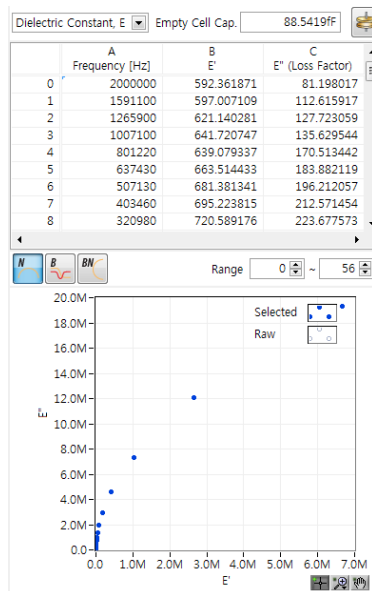 Dielectric Constant, E Empty Cell Cap. 88.5419fF
A B C
Frequency [Hz] E' E" (Loss Factor)
0 2000000 592.361871 81.198017
1 1591100 597.007109 112.615917
2 1265900 621.140281 127.723059
3 1007100 641.720747 135.629544
4 801220 639.079337 170.513442
5 637430 663.514433 183.882119
6 507130 681.381341 196.212057
7 403460 695.223815 212.571454
8 320980 720.589176 223.677573
N B BN Range 0 ~ 56
20.0M
Selected
18.0M
Raw
16.0M
14.0M
12.0M
E"
10.0M
8.0M
6.0M
4.0M
2.0M
0.0
0.0 1.0M 2.0M 3.0M 4.0M 5.0M 6.0M 7.0M
E'